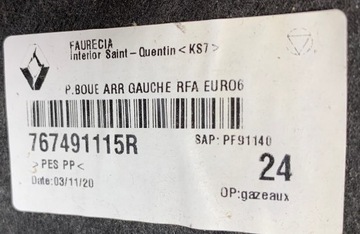 FAURECIA
Interior Saint-Quentin <KS7>
P.BOUE ARR GAUCHE RFA EURO6
767491115R
SAP: PF91140
>PES PP<
24
Date:03/11/20
OP:gazeaux